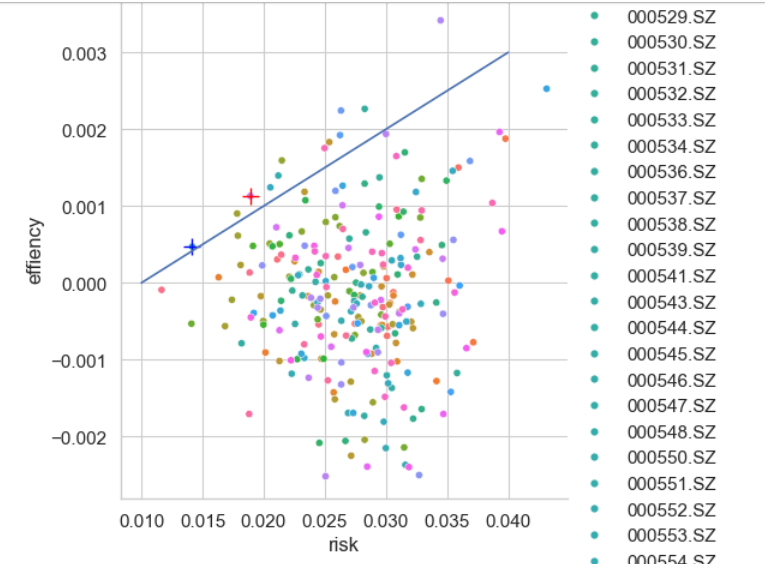 0.003
0.002
0.001
0.000
−0.001
−0.002
effiency
0.010 0.015 0.020 0.025 0.030 0.035 0.040
risk
000529.SZ
000530.SZ
000531.SZ
000532.SZ
000533.SZ
000534.SZ
000536.SZ
000537.SZ
000538.SZ
000539.SZ
000541.SZ
000543.SZ
000544.SZ
000545.SZ
000546.SZ
000547.SZ
000548.SZ
000550.SZ
000551.SZ
000552.SZ
000553.SZ
000554.SZ